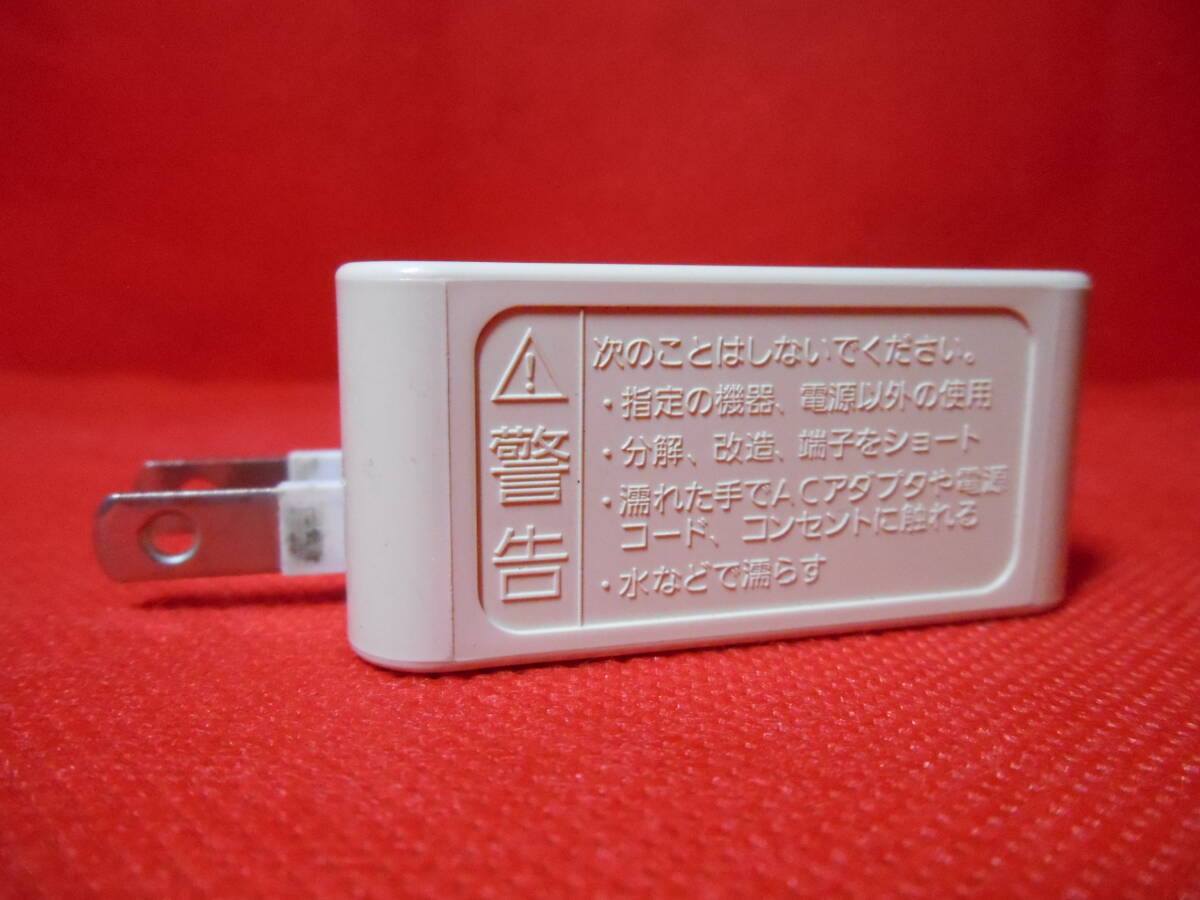 警告
次のことはしないでください。
・指定の機器、電源以外の使用
・分解、改造、端子をショート
・濡れた手でACアダプタや電源
コード、コンセントに触れる
・水などで濡らす